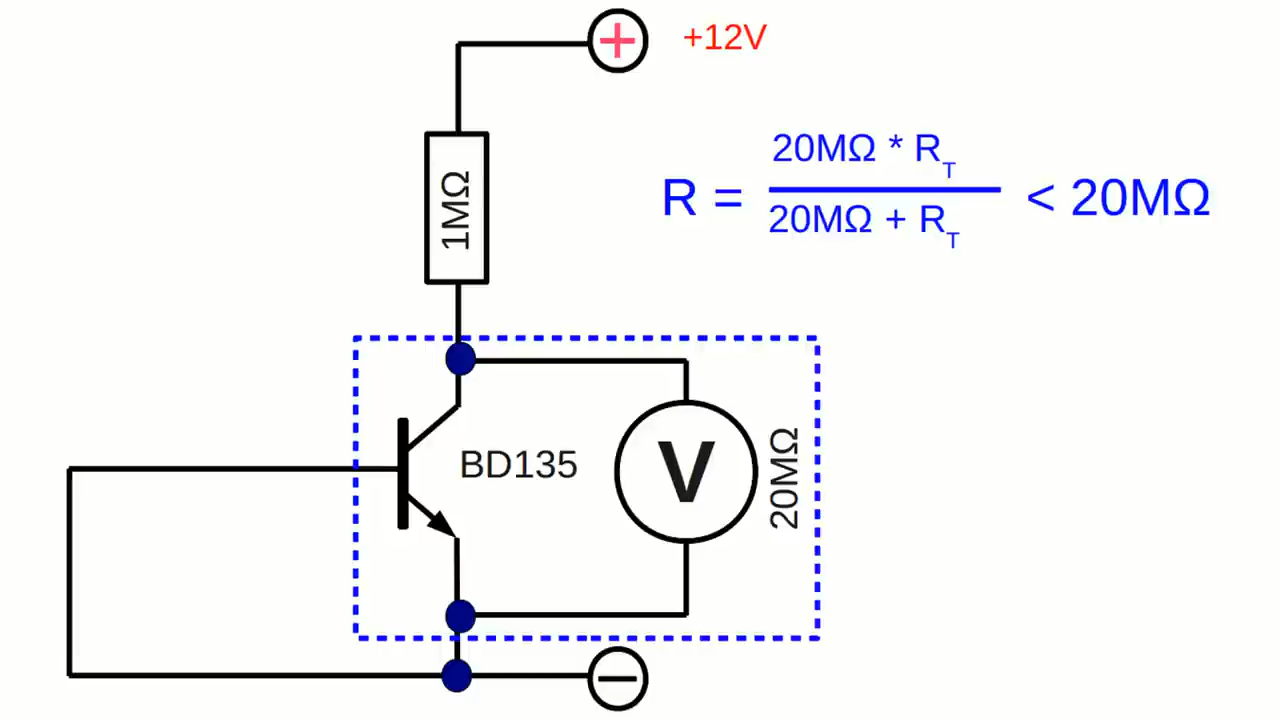 +12V
1MΩ
R = 20MΩ * R_T / 20MΩ + R_T < 20MΩ
BD135
V
20MΩ